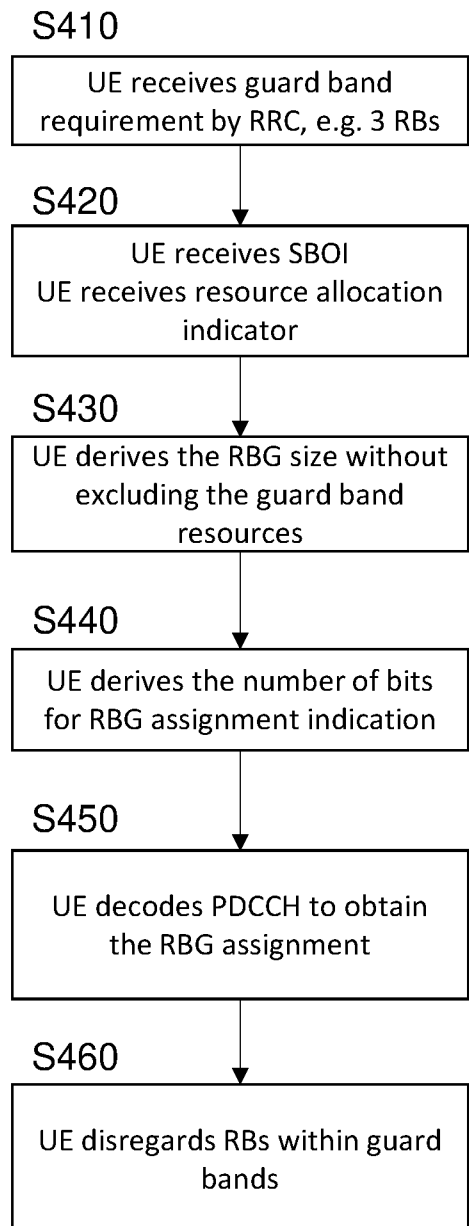 S410
UE receives guard band
requirement by RRC, e.g. 3 RBs
S420
UE receives SBOI
UE receives resource allocation
indicator
S430
UE derives the RBG size without
excluding the guard band
resources
S440
UE derives the number of bits
for RBG assignment indication
S450
UE decodes PDCCH to obtain
the RBG assignment
S460
UE disregards RBs within guard
bands